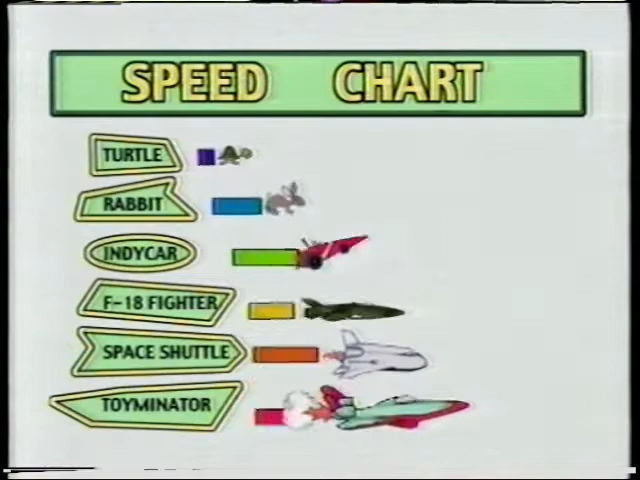 SPEED CHART
TURTLE
RABBIT
INDYCAR
F-18 FIGHTER
SPACE SHUTTLE
TOYMINATOR